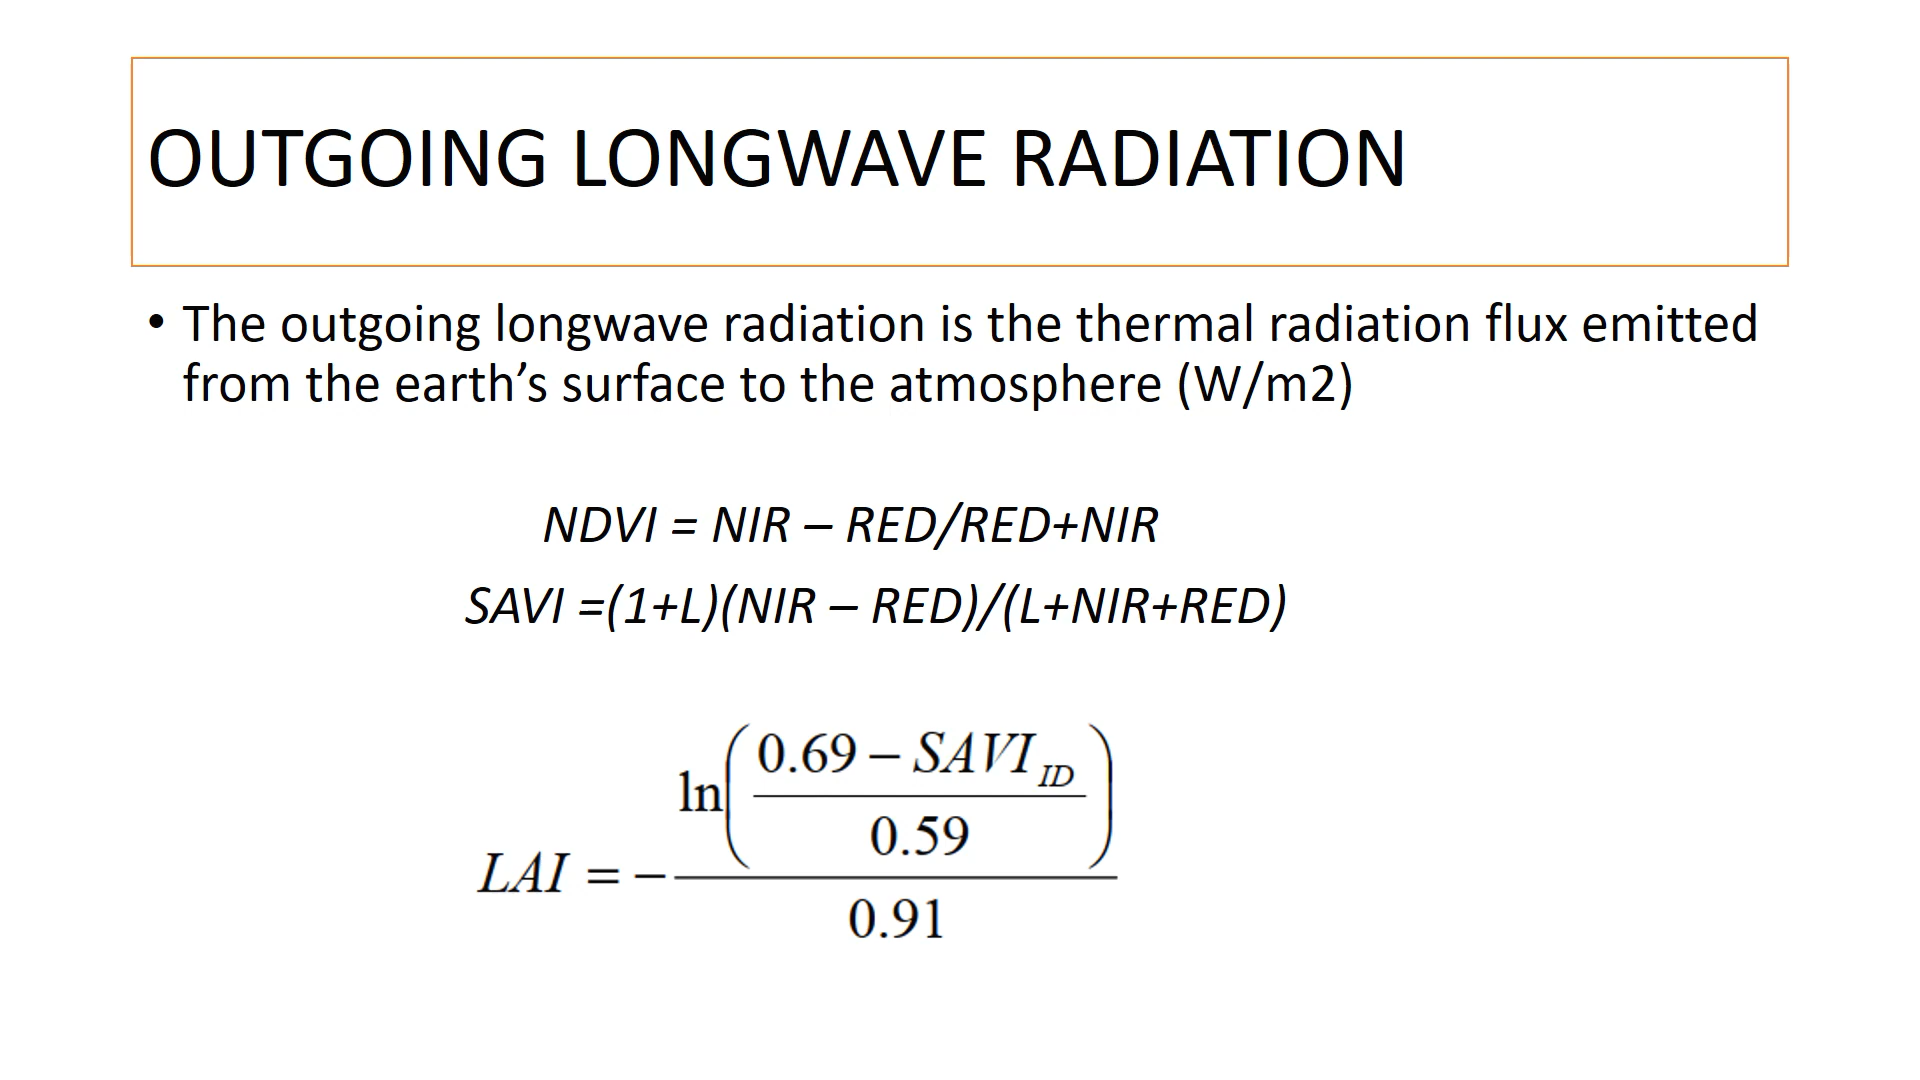 OUTGOING LONGWAVE RADIATION
• The outgoing longwave radiation is the thermal radiation flux emitted
from the earth’s surface to the atmosphere (W/m2)
NDVI = NIR – RED/RED+NIR
SAVI =(1+L)(NIR – RED)/(L+NIR+RED)
LAI = − ln( (0.69 − SAVI_ID) / 0.59 ) / 0.91